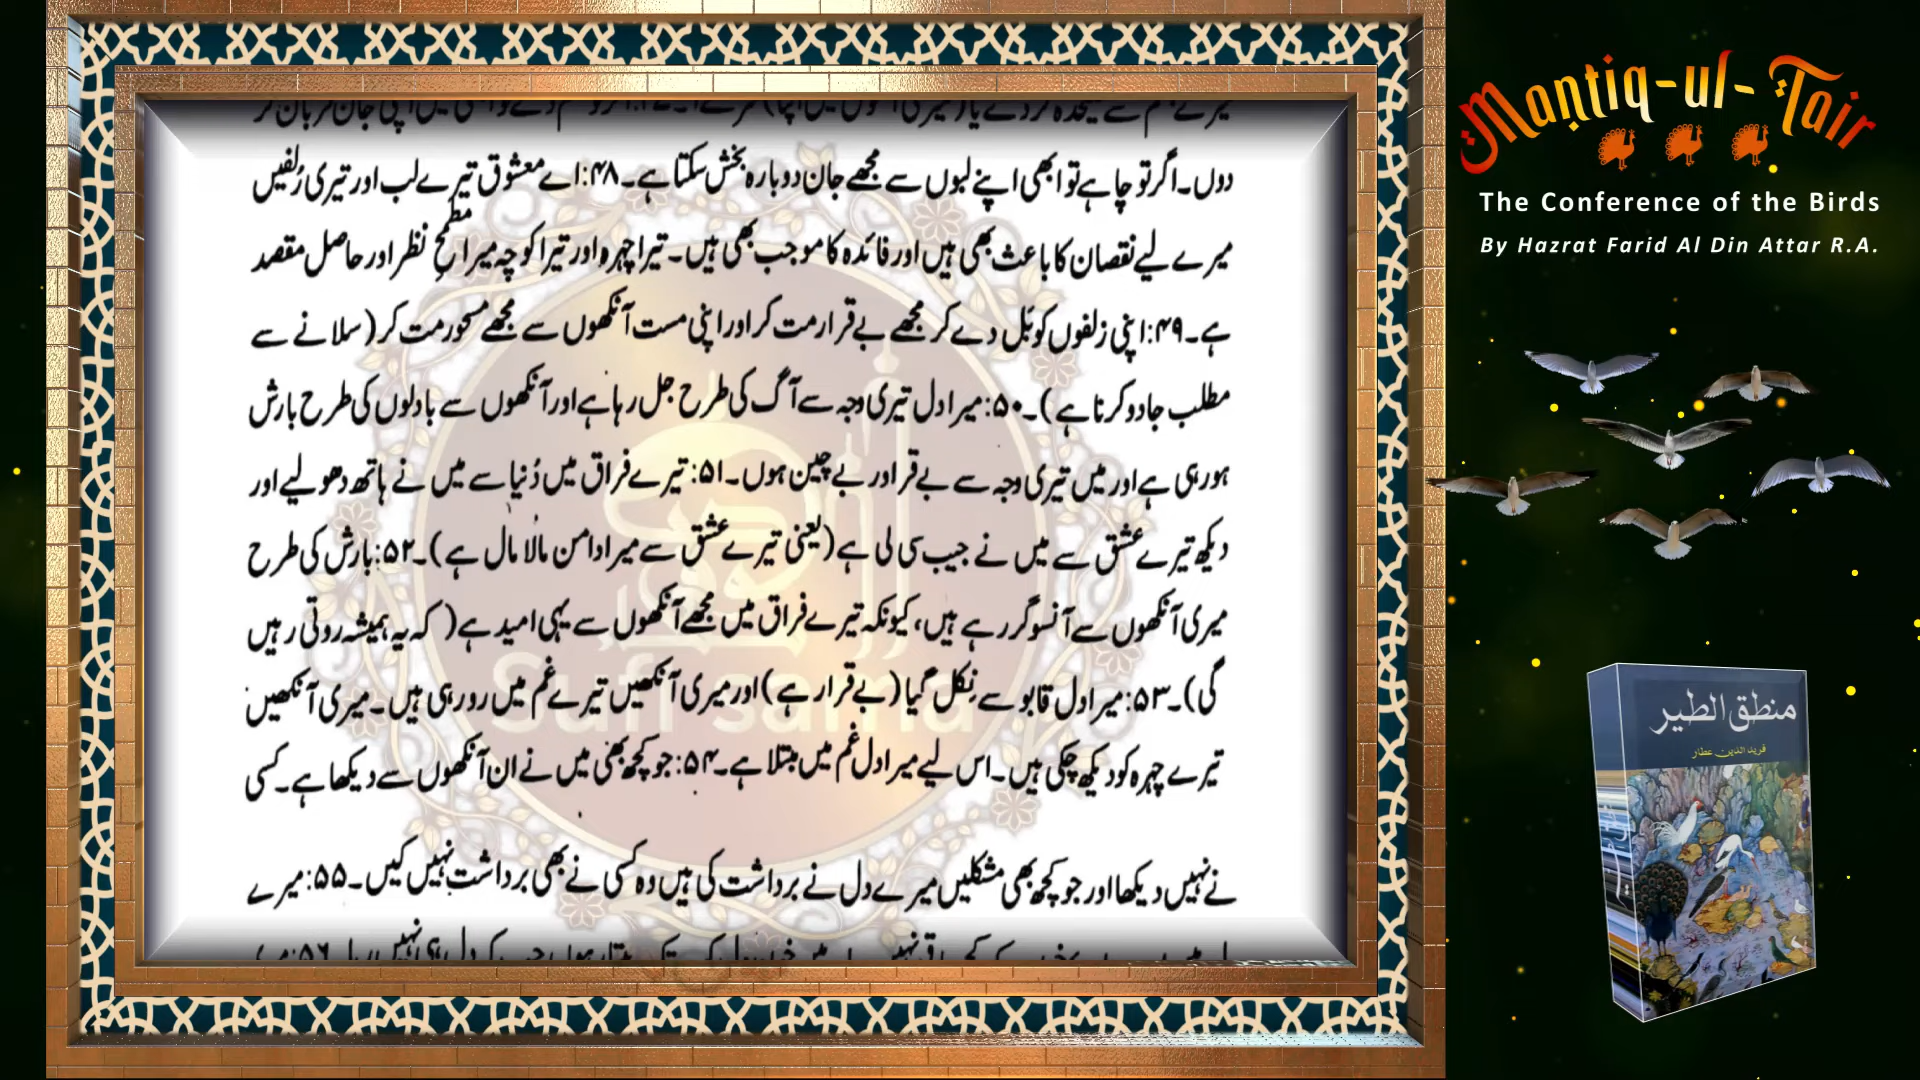 دوں۔ اگر تو چاہے تو ابھی اپنے لبوں سے مجھے جان دوبارہ بخش سکتا ہے۔ ۴۸: اے معشوق تیرے لب اور تیری زُلفیں
میرے لیے نقصان کا باعث بھی ہیں اور فائدہ کا موجب بھی ہیں۔ تیرا چہرہ اور تیرا کوچہ میرا مطمحِ نظر اور حاصل مقصد
ہے۔ ۴۹: اپنی زلفوں کو بَل دے کر مجھے بے قرار مت کر اور اپنی مست آنکھوں سے مجھے مسحور مت کر (سلانے سے
مطلب جادو کرنا ہے)۔ ۵۰: میرا دل تیری وجہ سے آگ کی طرح جل رہا ہے اور آنکھوں سے بادلوں کی طرح بارش
ہو رہی ہے اور میں تیری وجہ سے بے قر اور بے چین ہوں۔ ۵۱: تیرے فراق میں دُنیا سے میں نے ہاتھ دھو لیے اور
دیکھ تیرے عشق سے میں نے جیب سی لی ہے (یعنی تیرے عشق سے میرا دامن مالا مال ہے)۔ ۵۲: بارش کی طرح
میری آنکھوں سے آنسو گر رہے ہیں، کیونکہ تیرے فراق میں مجھے آنکھوں سے یہی امید ہے (کہ یہ ہمیشہ روتی رہیں
گی)۔ ۵۳: میرا دل قابو سے نِکل گیا (بے قرار ہے) اور میری آنکھیں تیرے غم میں رو رہی ہیں۔ میری آنکھیں
تیرے چہرہ کو دیکھ چکی ہیں۔ اس لیے میرا دل غم میں مبتلا ہے۔ ۵۴: جو کچھ بھی میں نے ان آنکھوں سے دیکھا ہے۔ کسی
نے نہیں دیکھا اور جو کچھ بھی مشکلیں میرے دل نے برداشت کی ہیں وہ کسی نے بھی برداشت نہیں کیں۔ ۵۵: میرے
Sufi sama
Mantiq-ul-Tair
The Conference of the Birds
By Hazrat Farid Al Din Attar R.A.
منطق الطير
فريد الدين عطار